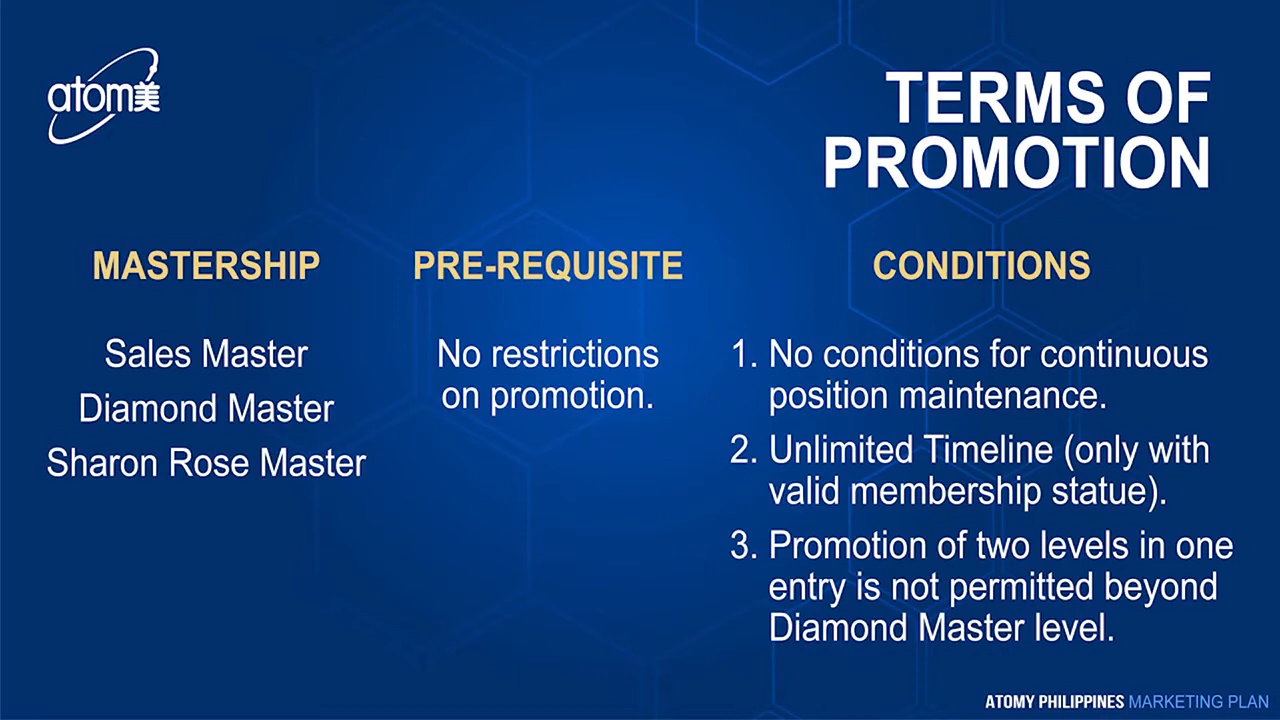 atom美
TERMS OF
PROMOTION
MASTERSHIP
Sales Master
Diamond Master
Sharon Rose Master
PRE-REQUISITE
No restrictions
on promotion.
CONDITIONS
1. No conditions for continuous
position maintenance.
2. Unlimited Timeline (only with
valid membership statue).
3. Promotion of two levels in one
entry is not permitted beyond
Diamond Master level.
ATOMY PHILIPPINES MARKETING PLAN